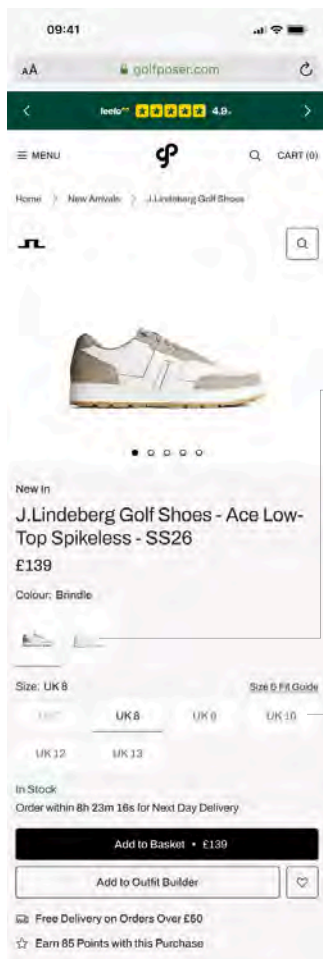 09:41
AA golfposer.com
feefo 4.9
MENU CART (0)
Home > New Arrivals > J.Lindeberg Golf Shoes
New In
J.Lindeberg Golf Shoes - Ace Low-
Top Spikeless - SS26
£139
Colour: Brindle
Size: UK 8 Size & Fit Guide
UK 8 UK 9 UK 10
UK 12 UK 13
In Stock
Order within 8h 23m 16s for Next Day Delivery
Add to Basket • £139
Add to Outfit Builder
Free Delivery on Orders Over £50
Earn 85 Points with this Purchase